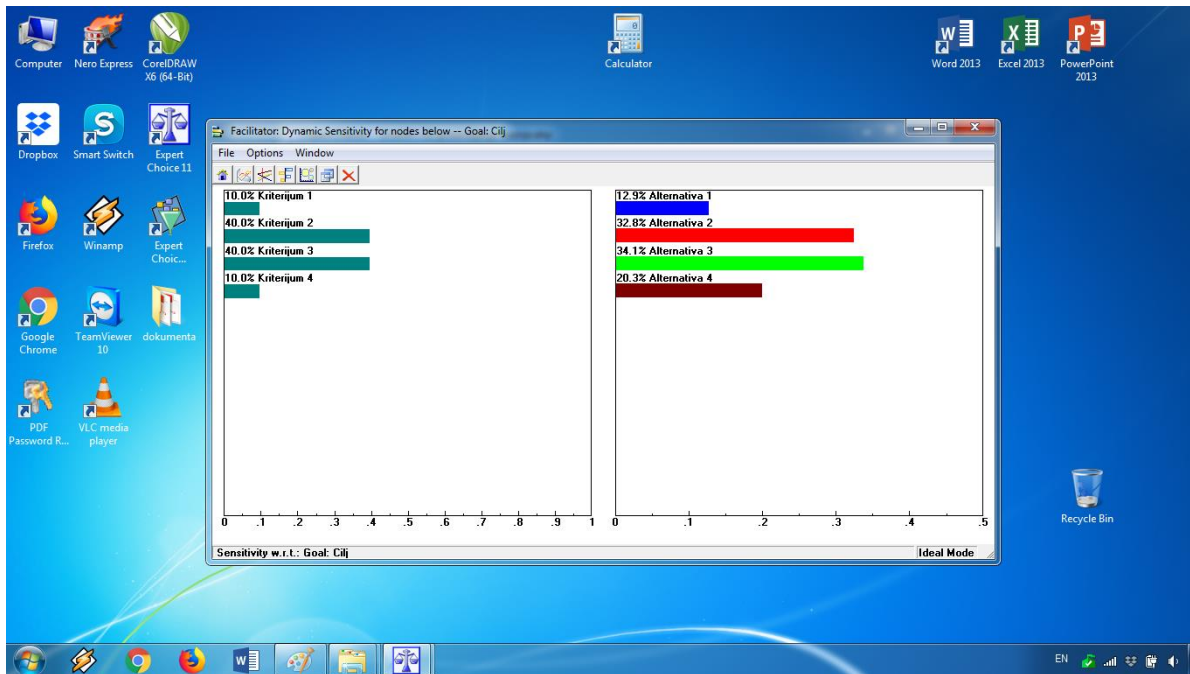 Computer
Nero Express
CorelDRAW
X6 (64-Bit)
Calculator
Word 2013
Excel 2013
PowerPoint
2013
Dropbox
Smart Switch
Expert
Choice 11
Firefox
Winamp
Expert
Choic...
Google
Chrome
TeamViewer
10
dokumenta
PDF
Password R...
VLC media
player
Recycle Bin
Facilitator: Dynamic Sensitivity for nodes below -- Goal: Cilj
File Options Window
10.0% Kriterijum 1
40.0% Kriterijum 2
40.0% Kriterijum 3
10.0% Kriterijum 4
0 .1 .2 .3 .4 .5 .6 .7 .8 .9 1
12.9% Alternativa 1
32.8% Alternativa 2
34.1% Alternativa 3
20.3% Alternativa 4
0 .1 .2 .3 .4 .5
Sensitivity w.r.t.: Goal: Cilj
Ideal Mode
EN